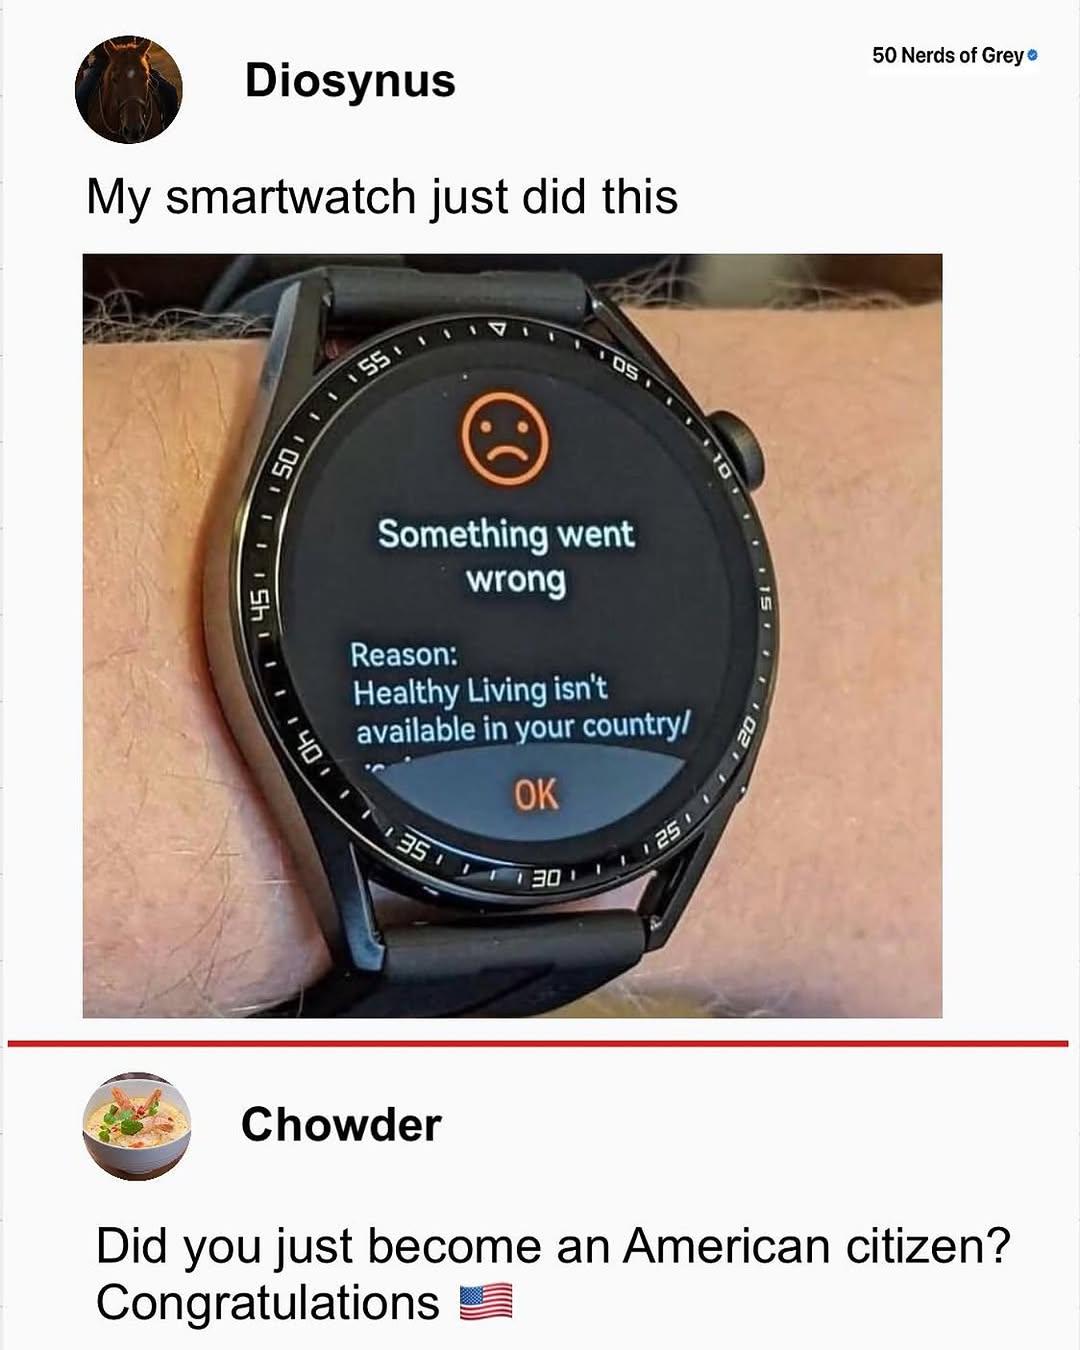 50 Nerds of Grey
Diosynus
My smartwatch just did this
55
05
50
10
45
15
40
20
35
25
30
Something went
wrong
Reason:
Healthy Living isn't
available in your country/
OK
Chowder
Did you just become an American citizen?
Congratulations 🇺🇸